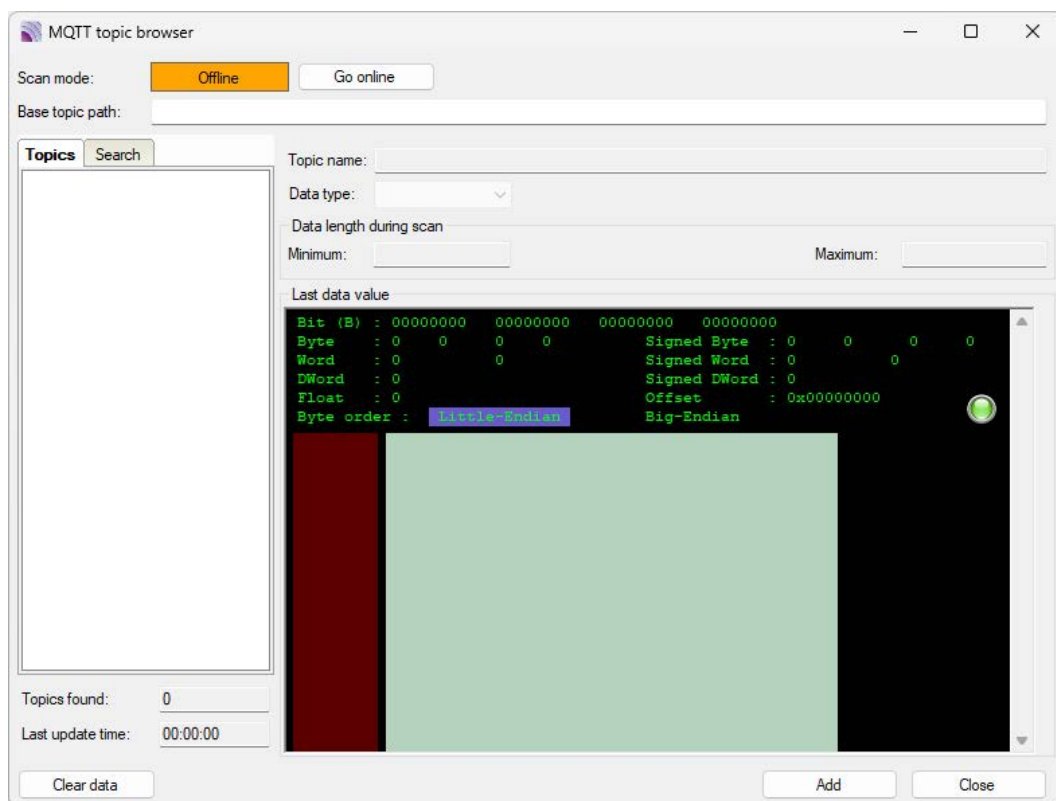 MQTT topic browser
Scan mode: Offline Go online
Base topic path:
Topics Search
Topic name:
Data type:
Data length during scan
Minimum: Maximum:
Last data value
Bit (B) : 00000000 00000000 00000000 00000000
Byte : 0 0 0 0 Signed Byte : 0 0 0 0
Word : 0 0 Signed Word : 0 0
DWord : 0 Signed DWord : 0
Float : 0 Offset : 0x00000000
Byte order : Little-Endian Big-Endian
Topics found: 0
Last update time: 00:00:00
Clear data Add Close